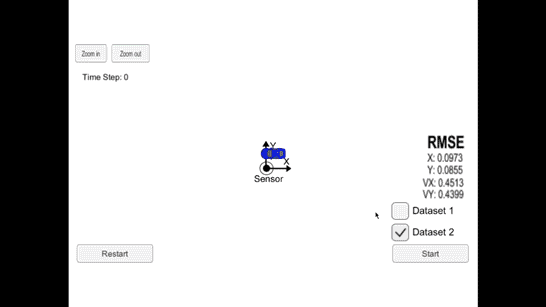 Zoom in
Zoom out
Time Step: 0
Y
X
Sensor
RMSE
X: 0.0973
Y: 0.0855
VX: 0.4513
VY: 0.4399
Dataset 1
Dataset 2
Restart
Start